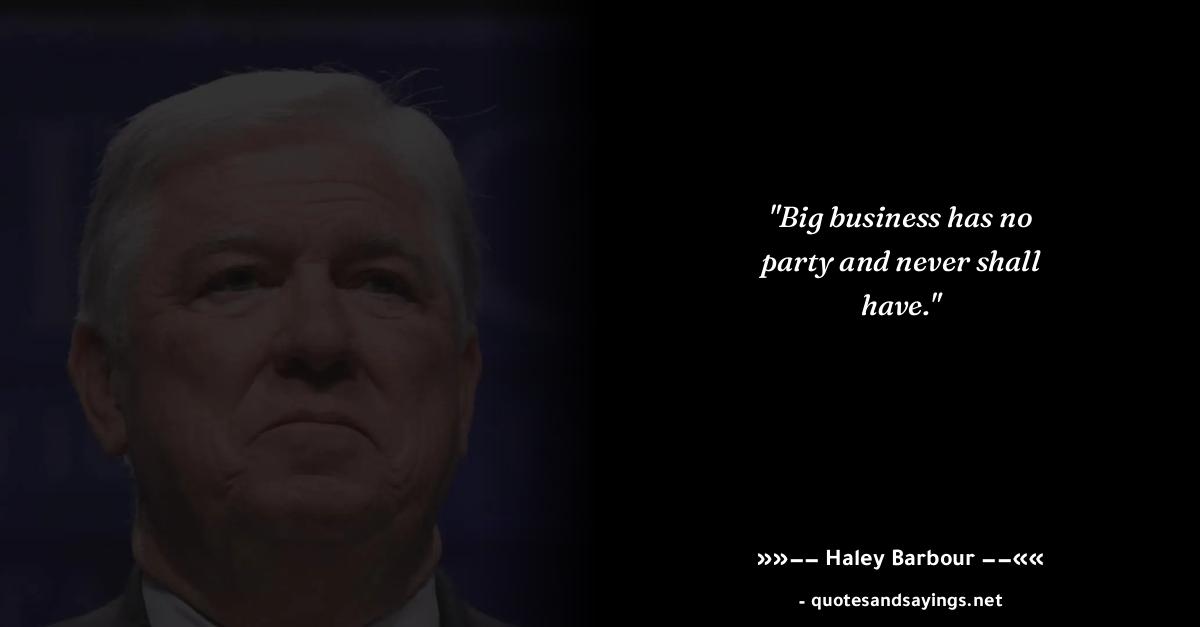 "Big business has no
party and never shall
have."
»»−− Haley Barbour −−««
- quotesandsayings.net